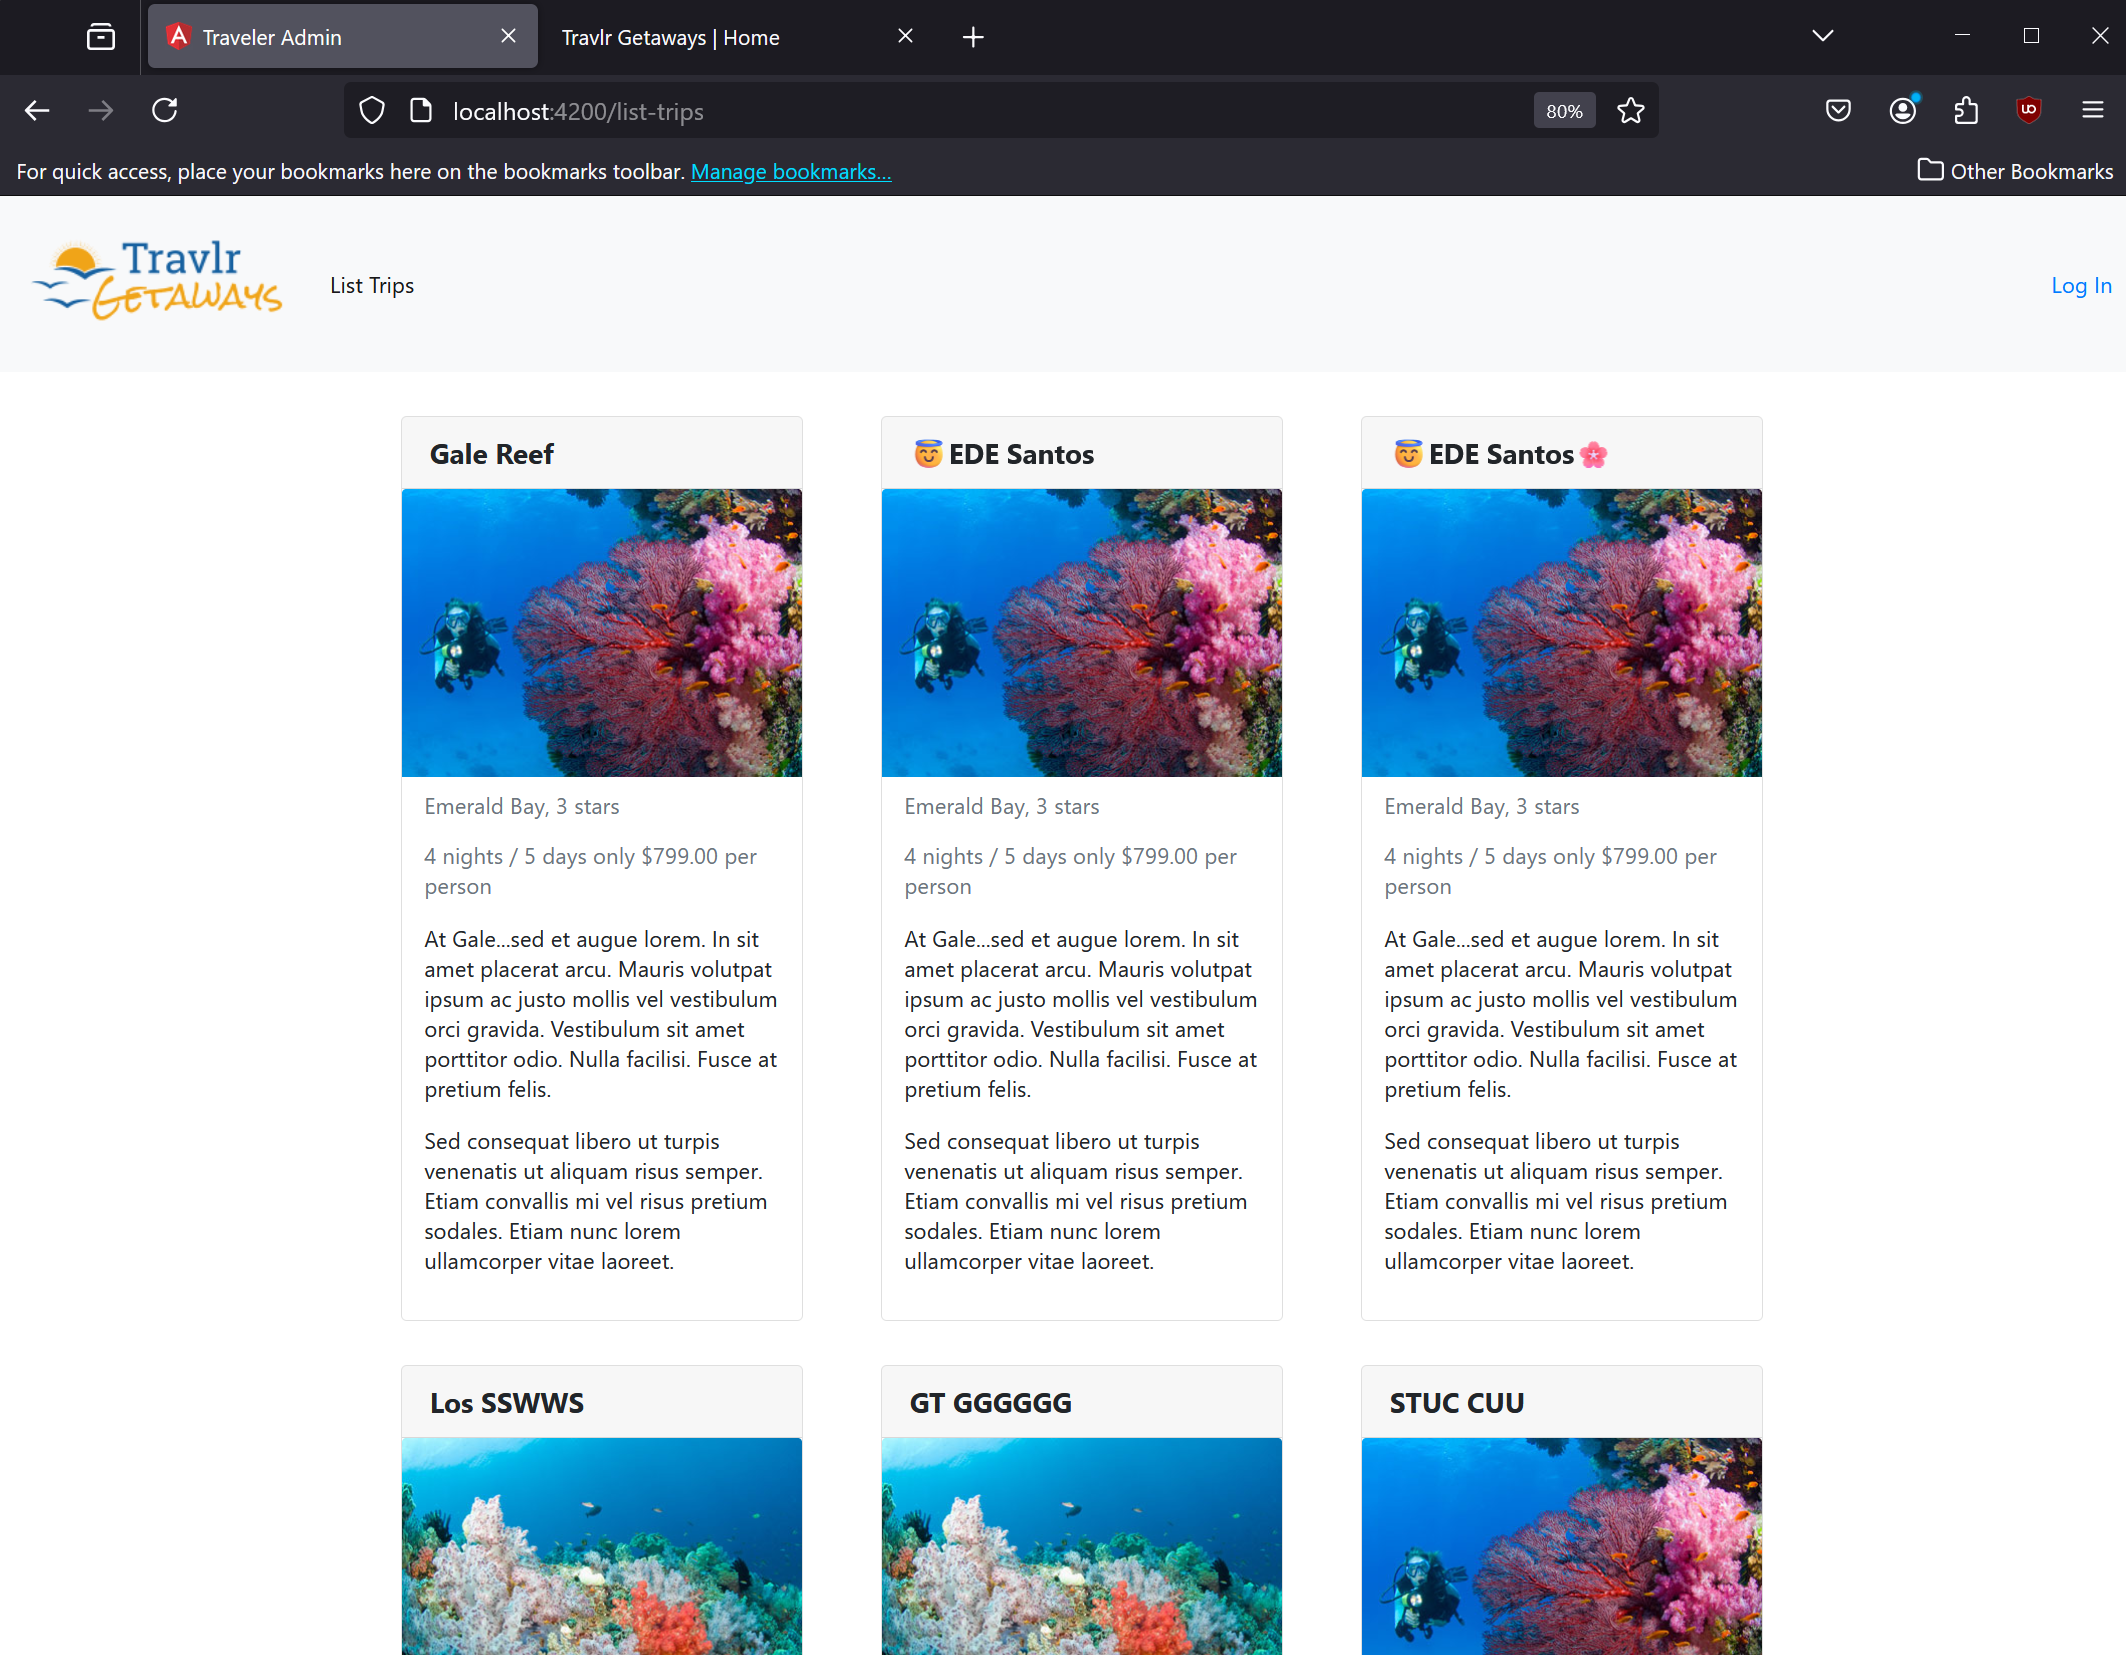 Traveler Admin
Travlr Getaways | Home
localhost:4200/list-trips
80%
For quick access, place your bookmarks here on the bookmarks toolbar. Manage bookmarks...
Other Bookmarks
Travlr
GETAWAYS
List Trips
Log In
Gale Reef
Emerald Bay, 3 stars
4 nights / 5 days only $799.00 per
person
At Gale...sed et augue lorem. In sit
amet placerat arcu. Mauris volutpat
ipsum ac justo mollis vel vestibulum
orci gravida. Vestibulum sit amet
porttitor odio. Nulla facilisi. Fusce at
pretium felis.
Sed consequat libero ut turpis
venenatis ut aliquam risus semper.
Etiam convallis mi vel risus pretium
sodales. Etiam nunc lorem
ullamcorper vitae laoreet.
😇 EDE Santos
Emerald Bay, 3 stars
4 nights / 5 days only $799.00 per
person
At Gale...sed et augue lorem. In sit
amet placerat arcu. Mauris volutpat
ipsum ac justo mollis vel vestibulum
orci gravida. Vestibulum sit amet
porttitor odio. Nulla facilisi. Fusce at
pretium felis.
Sed consequat libero ut turpis
venenatis ut aliquam risus semper.
Etiam convallis mi vel risus pretium
sodales. Etiam nunc lorem
ullamcorper vitae laoreet.
😇 EDE Santos🌸
Emerald Bay, 3 stars
4 nights / 5 days only $799.00 per
person
At Gale...sed et augue lorem. In sit
amet placerat arcu. Mauris volutpat
ipsum ac justo mollis vel vestibulum
orci gravida. Vestibulum sit amet
porttitor odio. Nulla facilisi. Fusce at
pretium felis.
Sed consequat libero ut turpis
venenatis ut aliquam risus semper.
Etiam convallis mi vel risus pretium
sodales. Etiam nunc lorem
ullamcorper vitae laoreet.
Los SSWWS
GT GGGGGG
STUC CUU